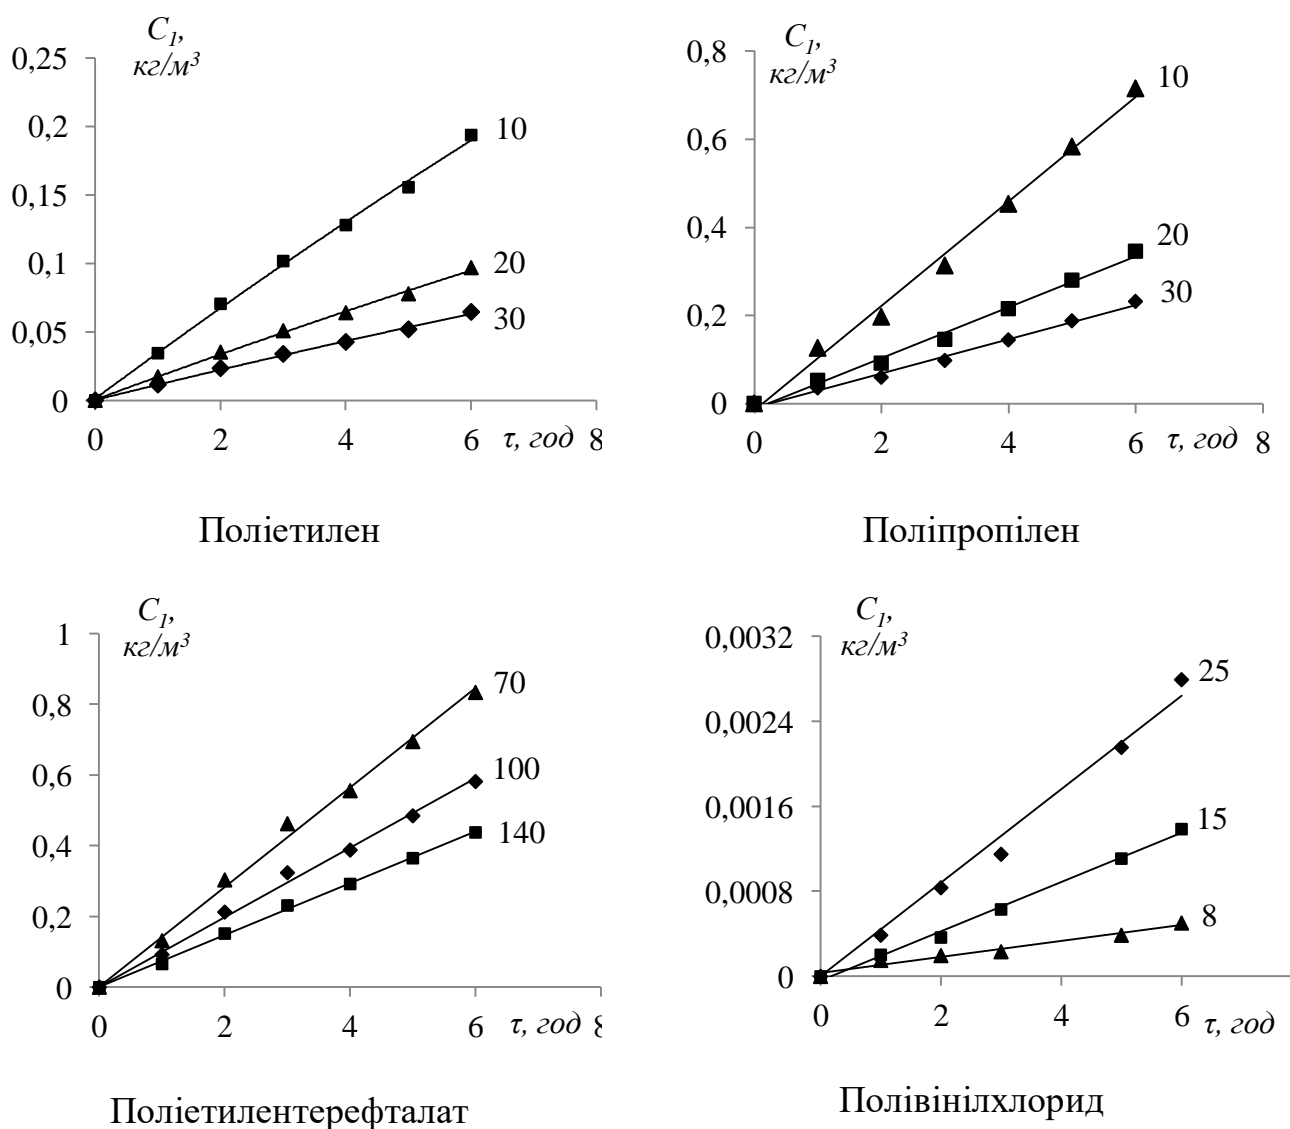 C₁,
кг/м³
0,25
0,2
0,15
0,1
0,05
0
0 2 4 6 τ, год 8
10
20
30
Поліетилен
C₁,
кг/м³
0,8
0,6
0,4
0,2
0
0 2 4 6 τ, год 8
10
20
30
Поліпропілен
C₁,
кг/м³
1
0,8
0,6
0,4
0,2
0
0 2 4 6 τ, год 8
70
100
140
Поліетилентерефталат
C₁,
кг/м³
0,0032
0,0024
0,0016
0,0008
0
0 2 4 6 τ, год
25
15
8
Полівінілхлорид